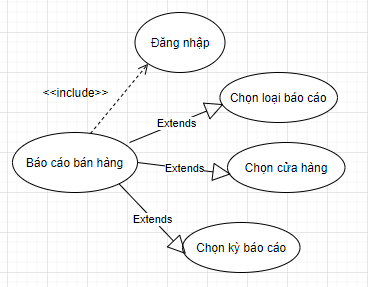 Đăng nhập
<<include>>
Chọn loại báo cáo
Extends
Báo cáo bán hàng
Extends
Chọn cửa hàng
Extends
Chọn kỳ báo cáo